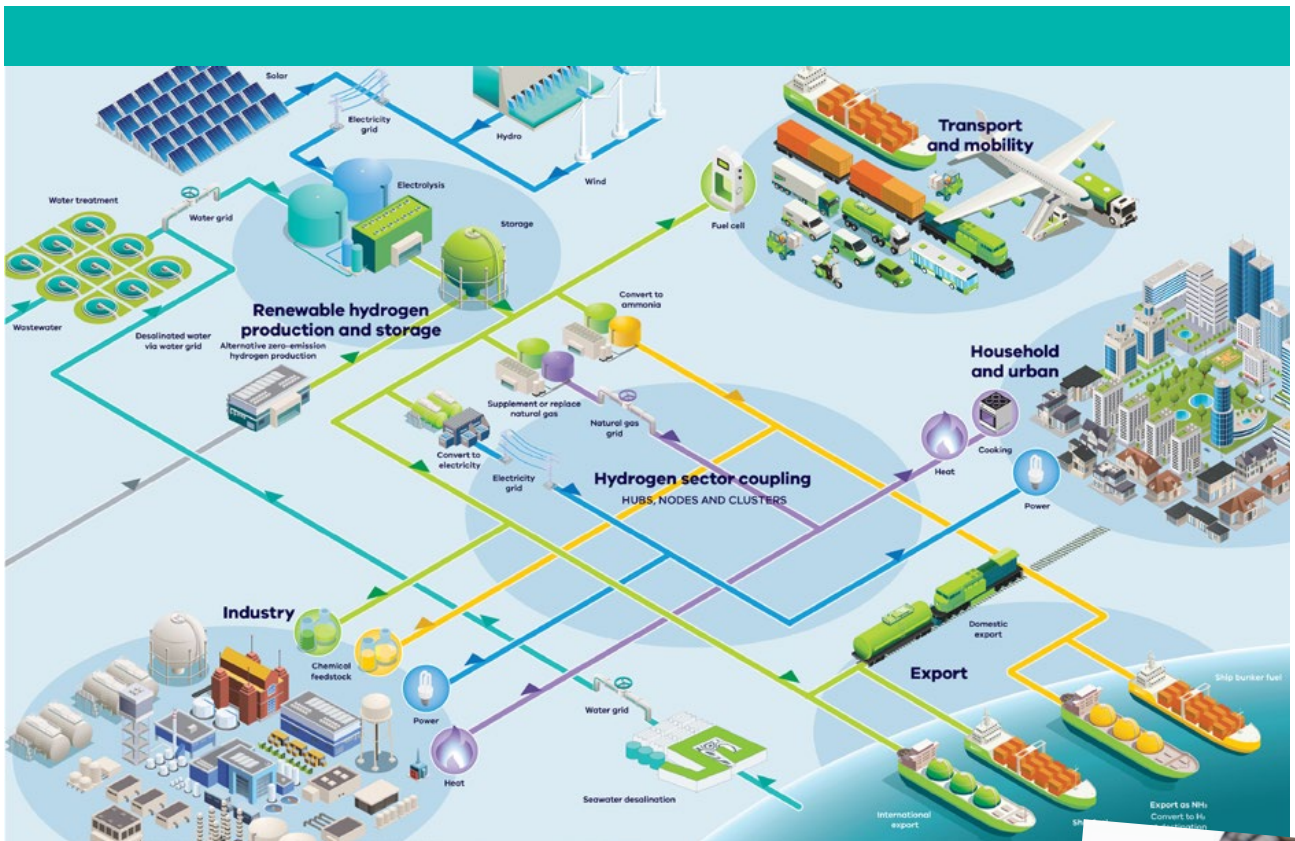 Solar
Electricity
grid
Hydro
Wind
Transport
and mobility
Water treatment
Water grid
Electrolysis
Storage
Fuel cell
Wastewater
Desalinated water
via water grid
Renewable hydrogen
production and storage
Alternative zero-emission
hydrogen production
Convert to
ammonia
Supplement or replace
natural gas
Natural gas
grid
Household
and urban
Heat
Cooking
Power
Convert to
electricity
Electricity
grid
Hydrogen sector coupling
HUBS, NODES AND CLUSTERS
Industry
Chemical
feedstock
Power
Heat
Water grid
Seawater desalination
Domestic
export
Export
Ship bunker fuel
International
export
Export as NH₃
Convert to H₂